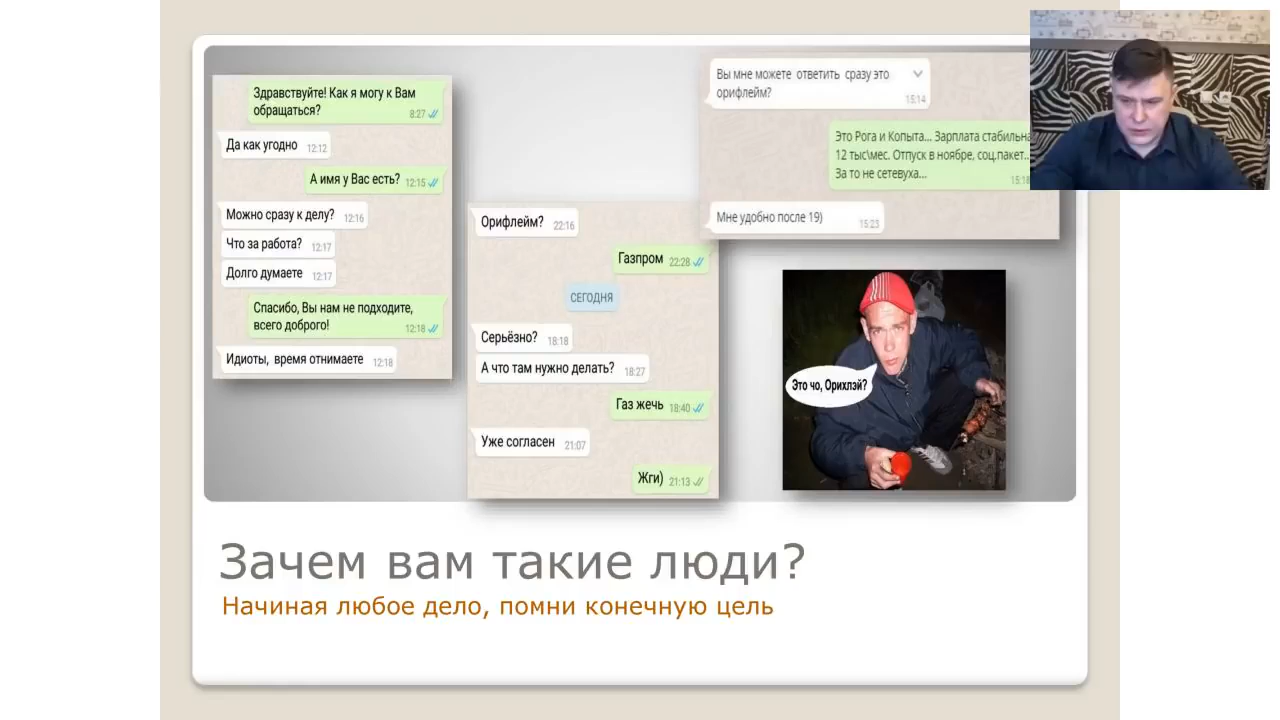 Здравствуйте! Как я могу к Вам
обращаться?
8:27
Да как угодно 12:12
А имя у Вас есть? 12:15
Можно сразу к делу? 12:16
Что за работа? 12:17
Долго думаете 12:17
Спасибо, Вы нам не подходите,
всего доброго!
12:18
Идиоты, время отнимаете 12:18
Орифлейм? 22:16
Газпром 22:28
СЕГОДНЯ
Серьёзно? 18:18
А что там нужно делать? 18:27
Газ жечь 18:40
Уже согласен 21:07
Жги) 21:13
Вы мне можете ответить сразу это
орифлейм?
15:14
Это Рога и Копыта... Зарплата стабильна
12 тыс\мес. Отпуск в ноябре, соц.пакет..
За то не сетевуха...
Мне удобно после 19) 15:23
Это чо, Орихлэй?
Зачем вам такие люди?
Начиная любое дело, помни конечную цель